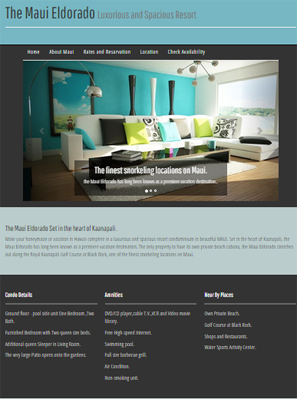 The Maui Eldorado Luxorious and Spacious Resort
Home About Maui Rates and Reservation Location Check Availability
The finest snorkeling locations on Maui.
The Maui Eldorado has long been known as a premiere vacation destination.
The Maui Eldorado Set in the heart of Kaanapali.
Make your honeymoon or vacation in Hawaii complete in a luxurious and spacious resort condominium in beautiful MAUI. Set in the heart of Kaanapali, the
Maui Eldorado has long been known as a premiere vacation destination. The only property to have its own private beach cabana, the Maui Eldorado stretches
out along the Royal Kaanapali Golf Course at Black Rock, one of the finest snorkeling locations on Maui.
Condo Details
Ground floor . pool side unit One Bedroom ,Two
Bath.
Furnished Bedroom with Two queen size beds.
Additional queen Sleeper in Living Room.
The very large Patio opens onto the gardens.
Amneties
DVD/CD player,cable T.V.,VCR and Video movie
library.
Free High speed Internet.
Swimming pool.
Full size barbecue grill.
Air Condition.
Non smoking unit.
Near By Places
Own Private Beach.
Golf Course at Black Rock.
Shops and Restaurants.
Water Sports Activity Center.